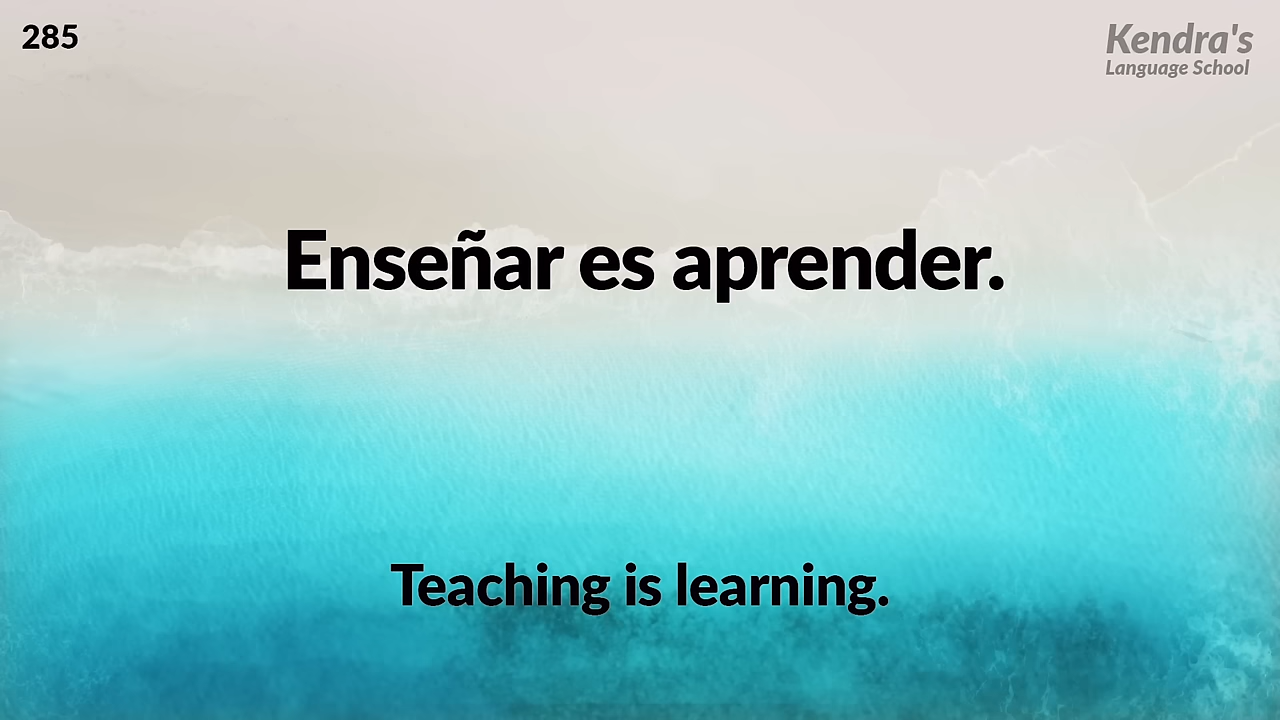 285
Kendra's
Language School
Enseñar es aprender.
Teaching is learning.